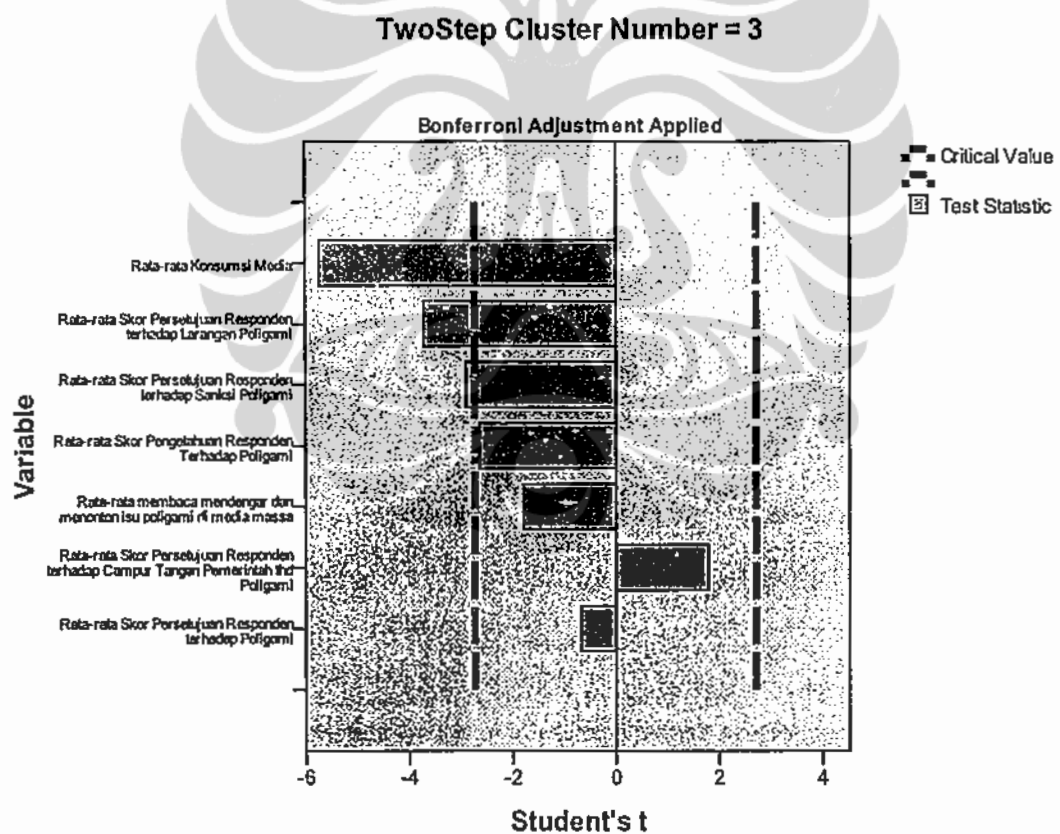 TwoStep Cluster Number = 3
Bonferroni Adjustment Applied
Critical Value
Test Statistic
Variable
Rata-rata Konsumsi Media
Rata-rata Skor Persetujuan Responden
terhadap Larangan Poligami
Rata-rata Skor Persetujuan Responden
terhadap Sanksi Poligami
Rata-rata Skor Pengetahuan Responden
Terhadap Poligami
Rata-rata membaca mendengar dan
menonton isu poligami di media massa
Rata-rata Skor Persetujuan Responden
terhadap Campur Tangan Pemerintah thd
Poligami
Rata-rata Skor Persetujuan Responden
terhadap Poligami
-6 -4 -2 0 2 4
Student's t